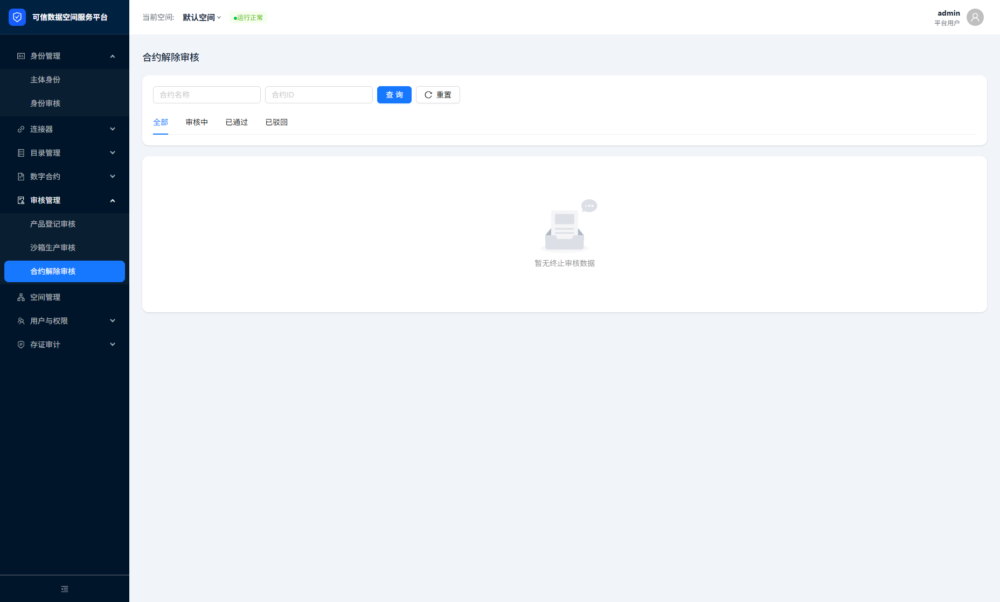 可信数据空间服务平台
当前空间: 默认空间 运行正常
admin
平台用户
身份管理
主体身份
身份审核
连接器
目录管理
数字合约
审核管理
产品登记审核
沙箱生产审核
合约解除审核
空间管理
用户与权限
存证审计
合约解除审核
合约名称 合约ID 查询 重置
全部 审核中 已通过 已驳回
暂无终止审核数据